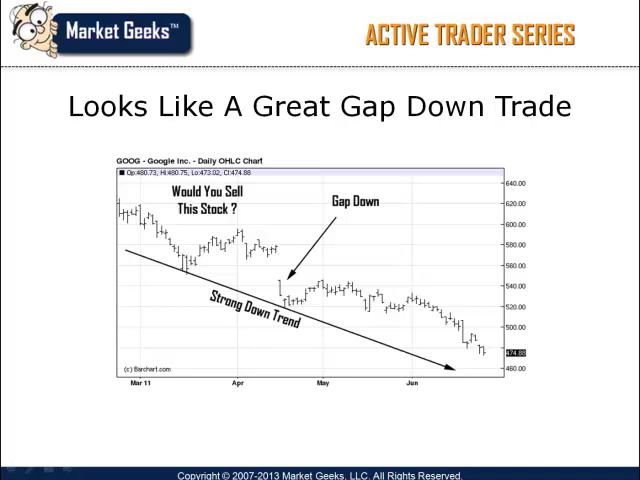 Market Geeks™
ACTIVE TRADER SERIES
Looks Like A Great Gap Down Trade
GOOG - Google Inc. - Daily OHLC Chart
Op:480.73, Hi:480.75, Lo:473.02, Cl:474.88
640.00
Would You Sell
This Stock ?
Gap Down
620.00
600.00
580.00
560.00
540.00
520.00
500.00
474.88
460.00
Strong Down Trend
(c) Barchart.com
Mar 11 Apr May Jun
Copyright © 2007-2013 Market Geeks, LLC. All Rights Reserved.